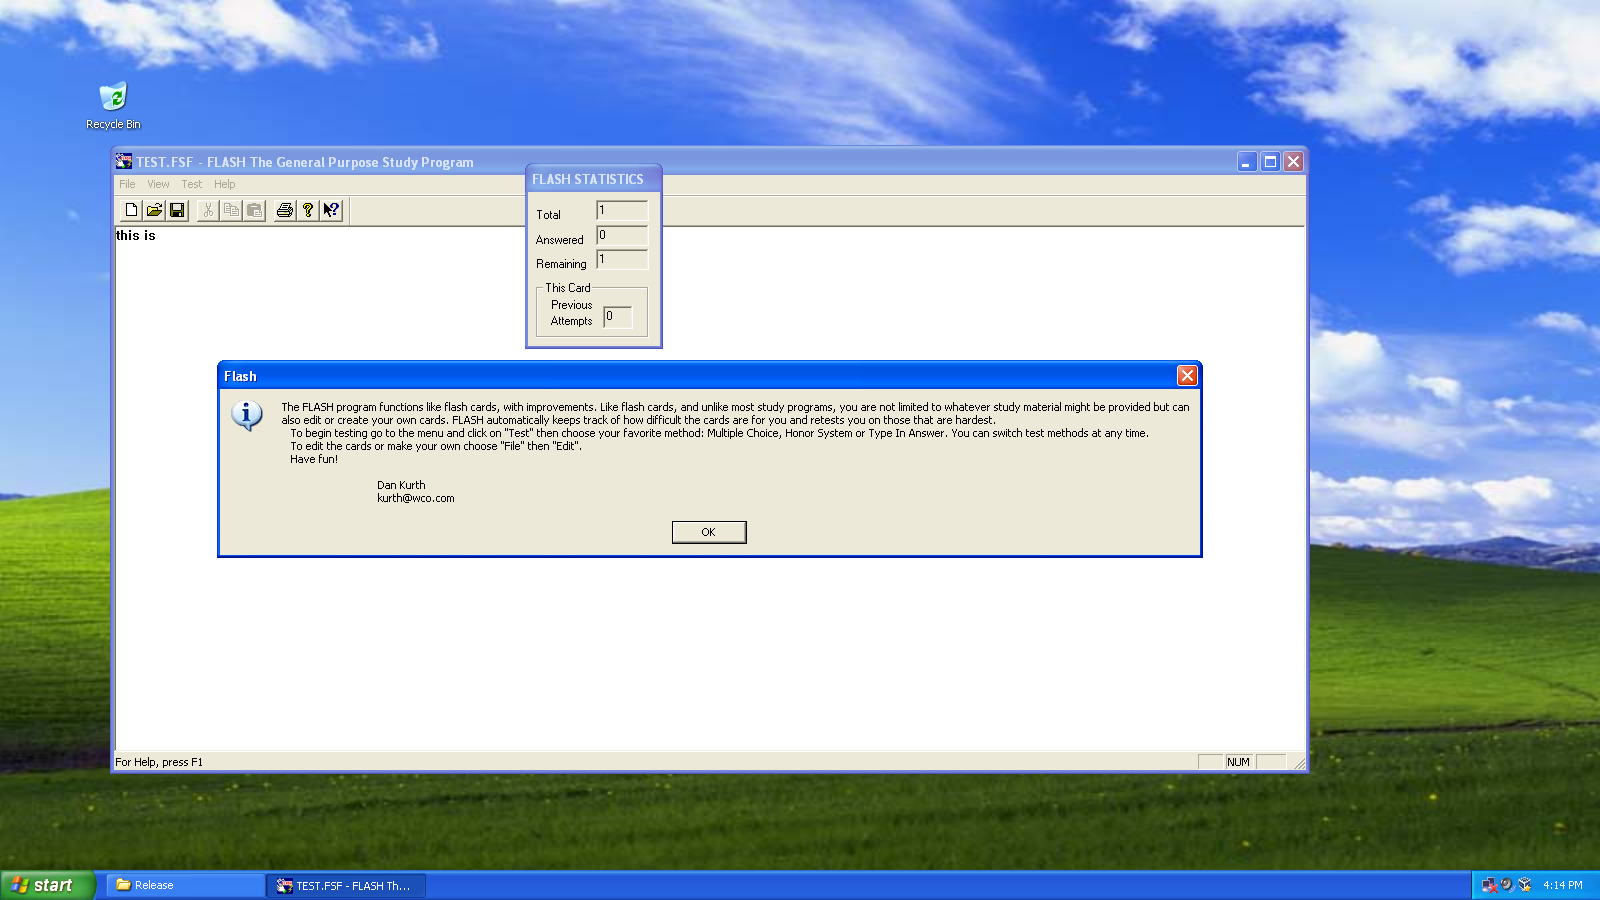 Recycle Bin
TEST.FSF - FLASH The General Purpose Study Program
File View Test Help
FLASH STATISTICS
Total 1
Answered 0
Remaining 1
This Card
Previous
Attempts 0
this is
Flash
The FLASH program functions like flash cards, with improvements. Like flash cards, and unlike most study programs, you are not limited to whatever study material might be provided but can
also edit or create your own cards. FLASH automatically keeps track of how difficult the cards are for you and retests you on those that are hardest.
To begin testing go to the menu and click on "Test" then choose your favorite method: Multiple Choice, Honor System or Type In Answer. You can switch test methods at any time.
To edit the cards or make your own choose "File" then "Edit".
Have fun!
Dan Kurth
kurth@wco.com
OK
For Help, press F1
NUM
start
Release
TEST.FSF - FLASH Th...
4:14 PM